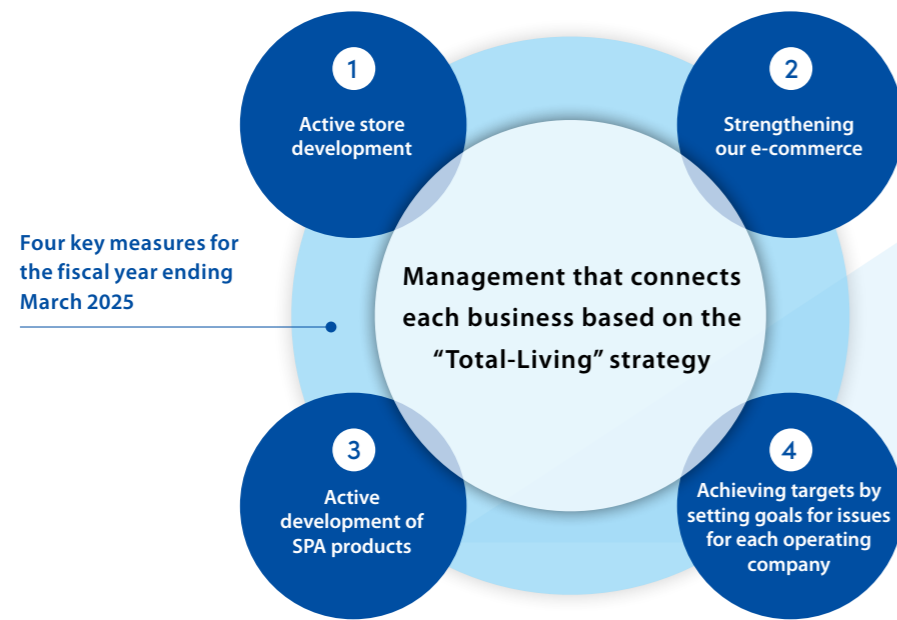 1
Active store
development
2
Strengthening
our e-commerce
Four key measures for
the fiscal year ending
March 2025
Management that connects
each business based on the
“Total-Living” strategy
3
Active
development of
SPA products
4
Achieving targets by
setting goals for issues
for each operating
company